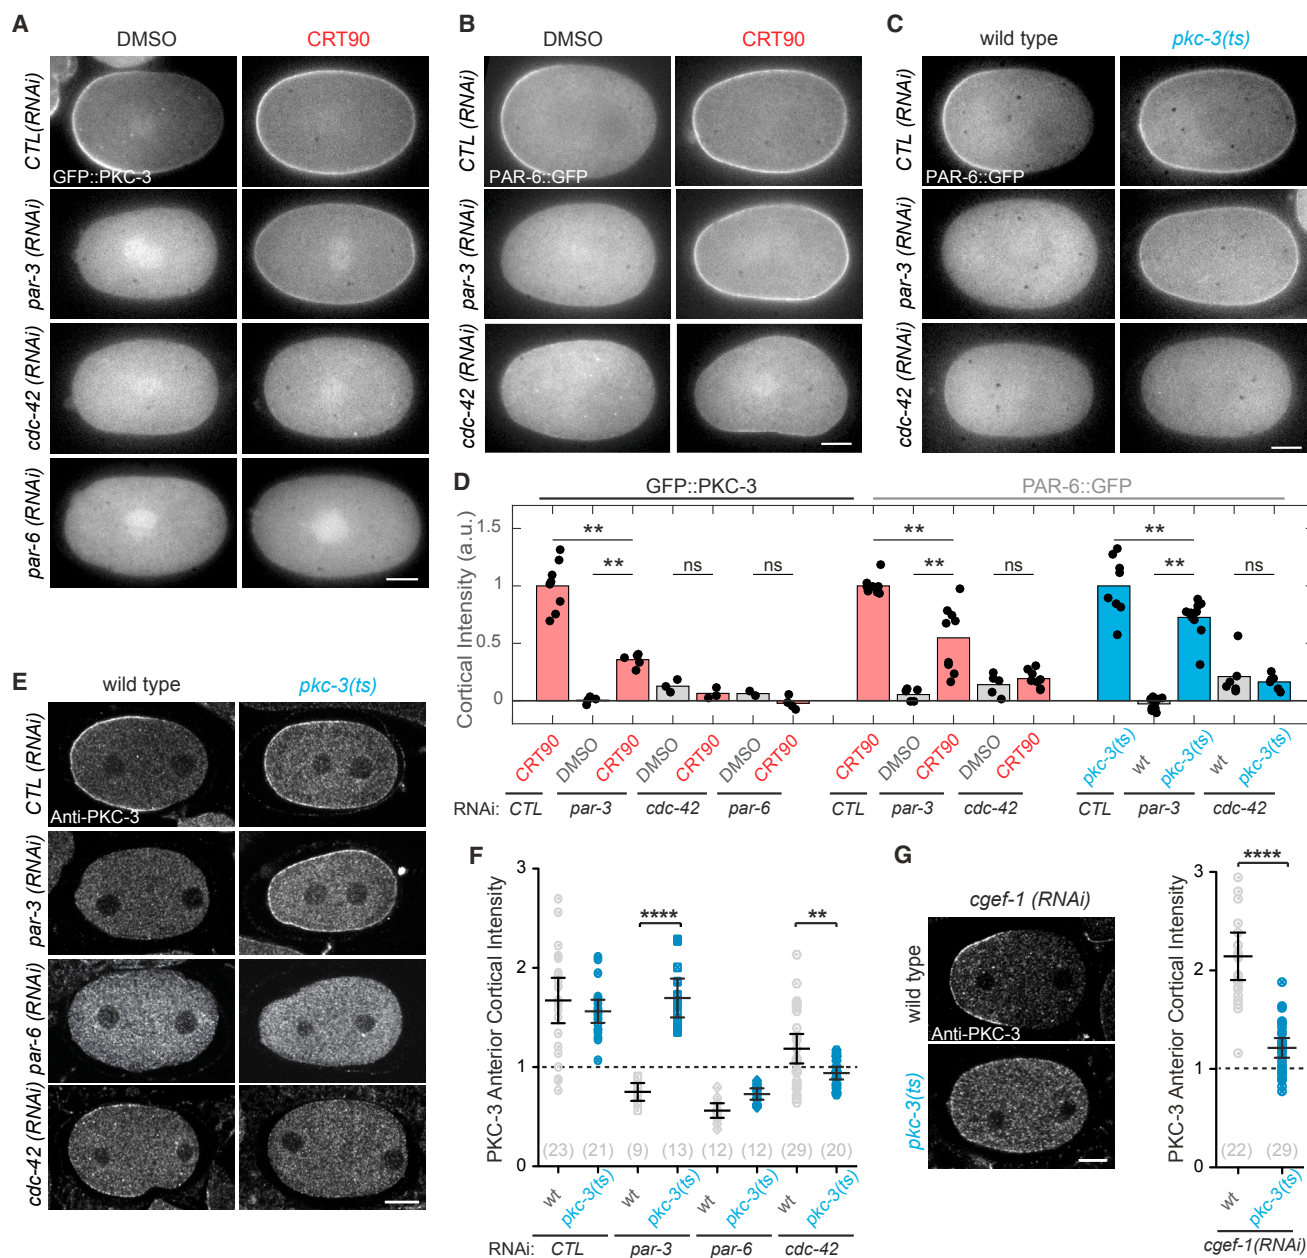 A
DMSO
CRT90
CTL(RNAi)
GFP::PKC-3
par-3 (RNAi)
cdc-42 (RNAi)
par-6 (RNAi)
B
DMSO
CRT90
CTL (RNAi)
PAR-6::GFP
par-3 (RNAi)
cdc-42 (RNAi)
C
wild type
pkc-3(ts)
CTL (RNAi)
PAR-6::GFP
par-3 (RNAi)
cdc-42 (RNAi)
D
GFP::PKC-3
PAR-6::GFP
Cortical Intensity (a.u.)
1.5
1
0.5
0
** ** ns ns ** ** ns ** ** ns
CRT90 DMSO CRT90 DMSO CRT90 DMSO CRT90 CRT90 DMSO CRT90 DMSO CRT90 pkc-3(ts) wt pkc-3(ts) wt pkc-3(ts)
RNAi: CTL par-3 cdc-42 par-6 CTL par-3 cdc-42 CTL par-3 cdc-42
E
wild type
pkc-3(ts)
CTL (RNAi)
Anti-PKC-3
par-3 (RNAi)
par-6 (RNAi)
cdc-42 (RNAi)
F
PKC-3 Anterior Cortical Intensity
3
2
1
0
**** **
(23) (21) (9) (13) (12) (12) (29) (20)
wt pkc-3(ts) wt pkc-3(ts) wt pkc-3(ts) wt pkc-3(ts)
RNAi: CTL par-3 par-6 cdc-42
G
cgef-1 (RNAi)
wild type
Anti-PKC-3
pkc-3(ts)
PKC-3 Anterior Cortical Intensity
3
2
1
0
****
(22) (29)
wt pkc-3(ts)
cgef-1(RNAi)